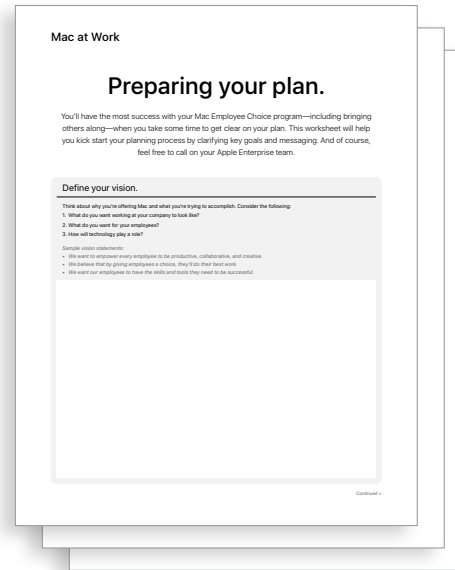 Mac at Work
Preparing your plan.
You'll have the most success with your Mac Employee Choice program—including bringing
others along—when you take some time to get clear on your plan. This worksheet will help
you kick start your planning process by clarifying key goals and messaging. And of course,
feel free to call on your Apple Enterprise team.
Define your vision.
Think about why you're offering Mac and what you're trying to accomplish. Consider the following:
1. What do you want working at your company to look like?
2. What do you want for your employees?
3. How will technology play a role?
Sample vision statements:
• We want to empower every employee to be productive, collaborative, and creative.
• We believe that by giving employees a choice, they'll do their best work.
• We want our employees to have the skills and tools they need to be successful.
Continued >